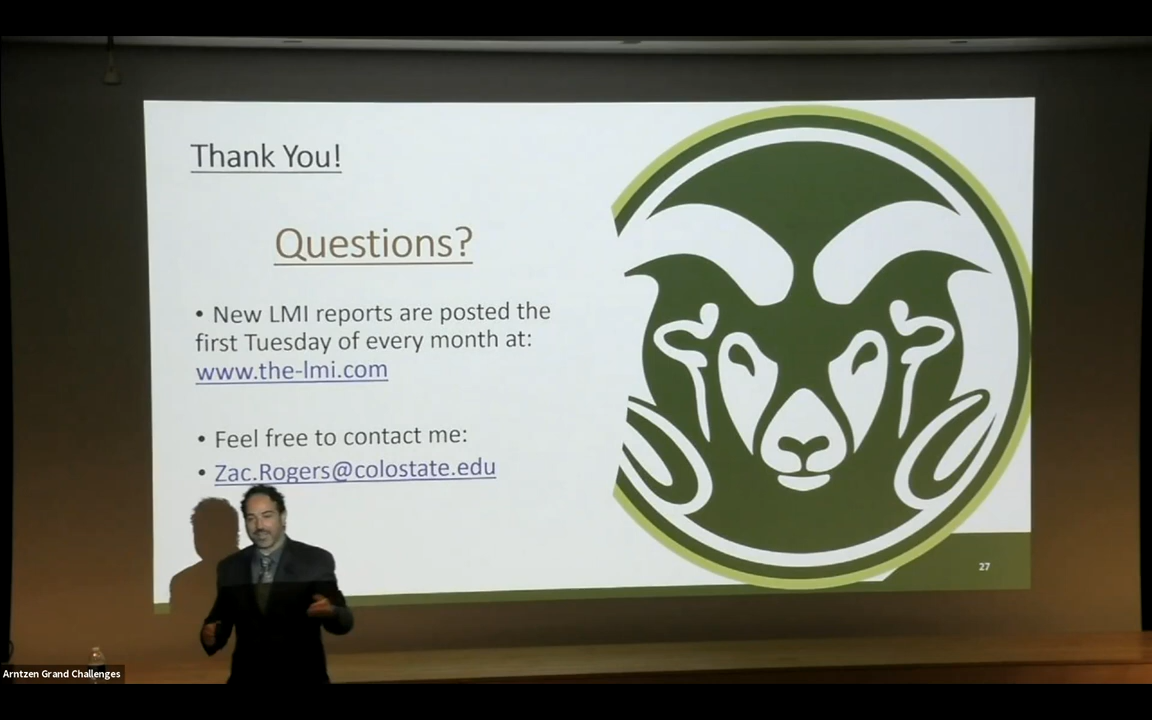 Thank You!
Questions?
• New LMI reports are posted the
first Tuesday of every month at:
www.the-lmi.com
• Feel free to contact me:
• Zac.Rogers@colostate.edu
27
Arntzen Grand Challenges